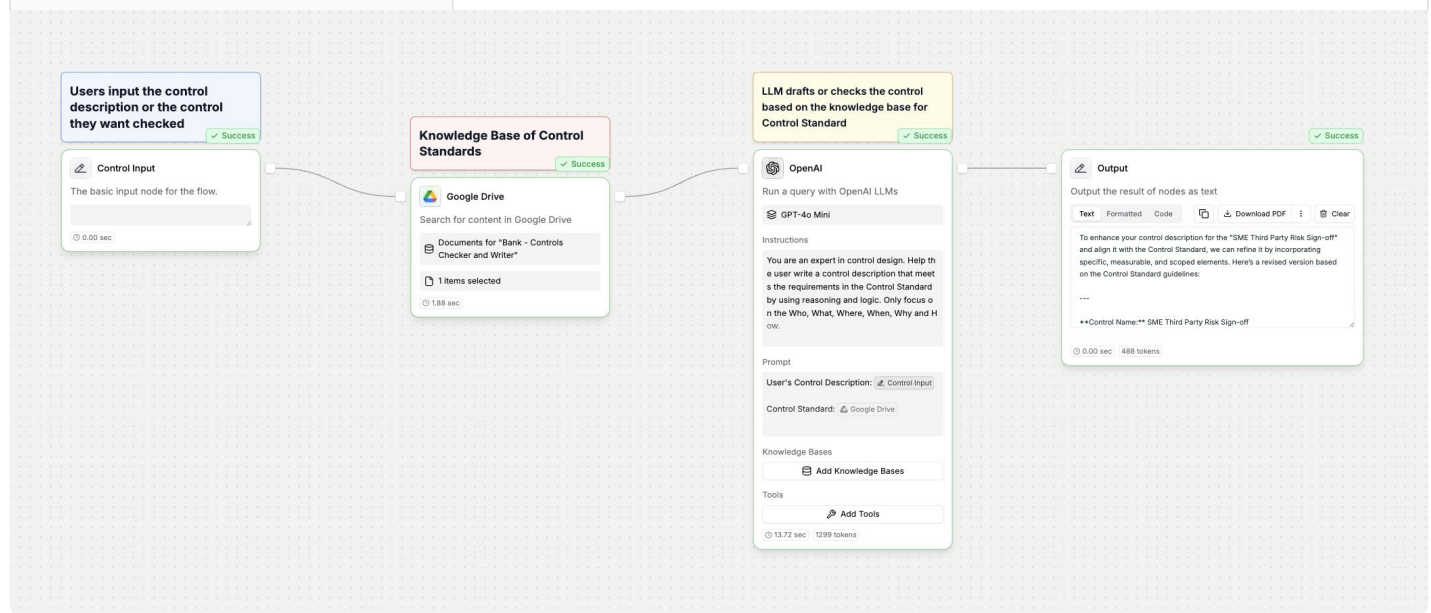 Users input the control
description or the control
they want checked
Success
Control Input
The basic input node for the flow.
0.00 sec
Knowledge Base of Control
Standards
Success
Google Drive
Search for content in Google Drive
Documents for "Bank - Controls
Checker and Writer"
1 items selected
1.88 sec
LLM drafts or checks the control
based on the knowledge base for
Control Standard
Success
OpenAI
Run a query with OpenAI LLMs
GPT-4o Mini
Instructions
You are an expert in control design. Help th
e user write a control description that meet
s the requirements in the Control Standard
by using reasoning and logic. Only focus o
n the Who, What, Where, When, Why and H
ow.
Prompt
User's Control Description: Control Input
Control Standard: Google Drive
Knowledge Bases
Add Knowledge Bases
Tools
Add Tools
13.72 sec 1299 tokens
Success
Output
Output the result of nodes as text
Text Formatted Code Download PDF Clear
To enhance your control description for the "SME Third Party Risk Sign-off"
and align it with the Control Standard, we can refine it by incorporating
specific, measurable, and scoped elements. Here's a revised version based
on the Control Standard guidelines:
---
**Control Name:** SME Third Party Risk Sign-off
0.00 sec 488 tokens